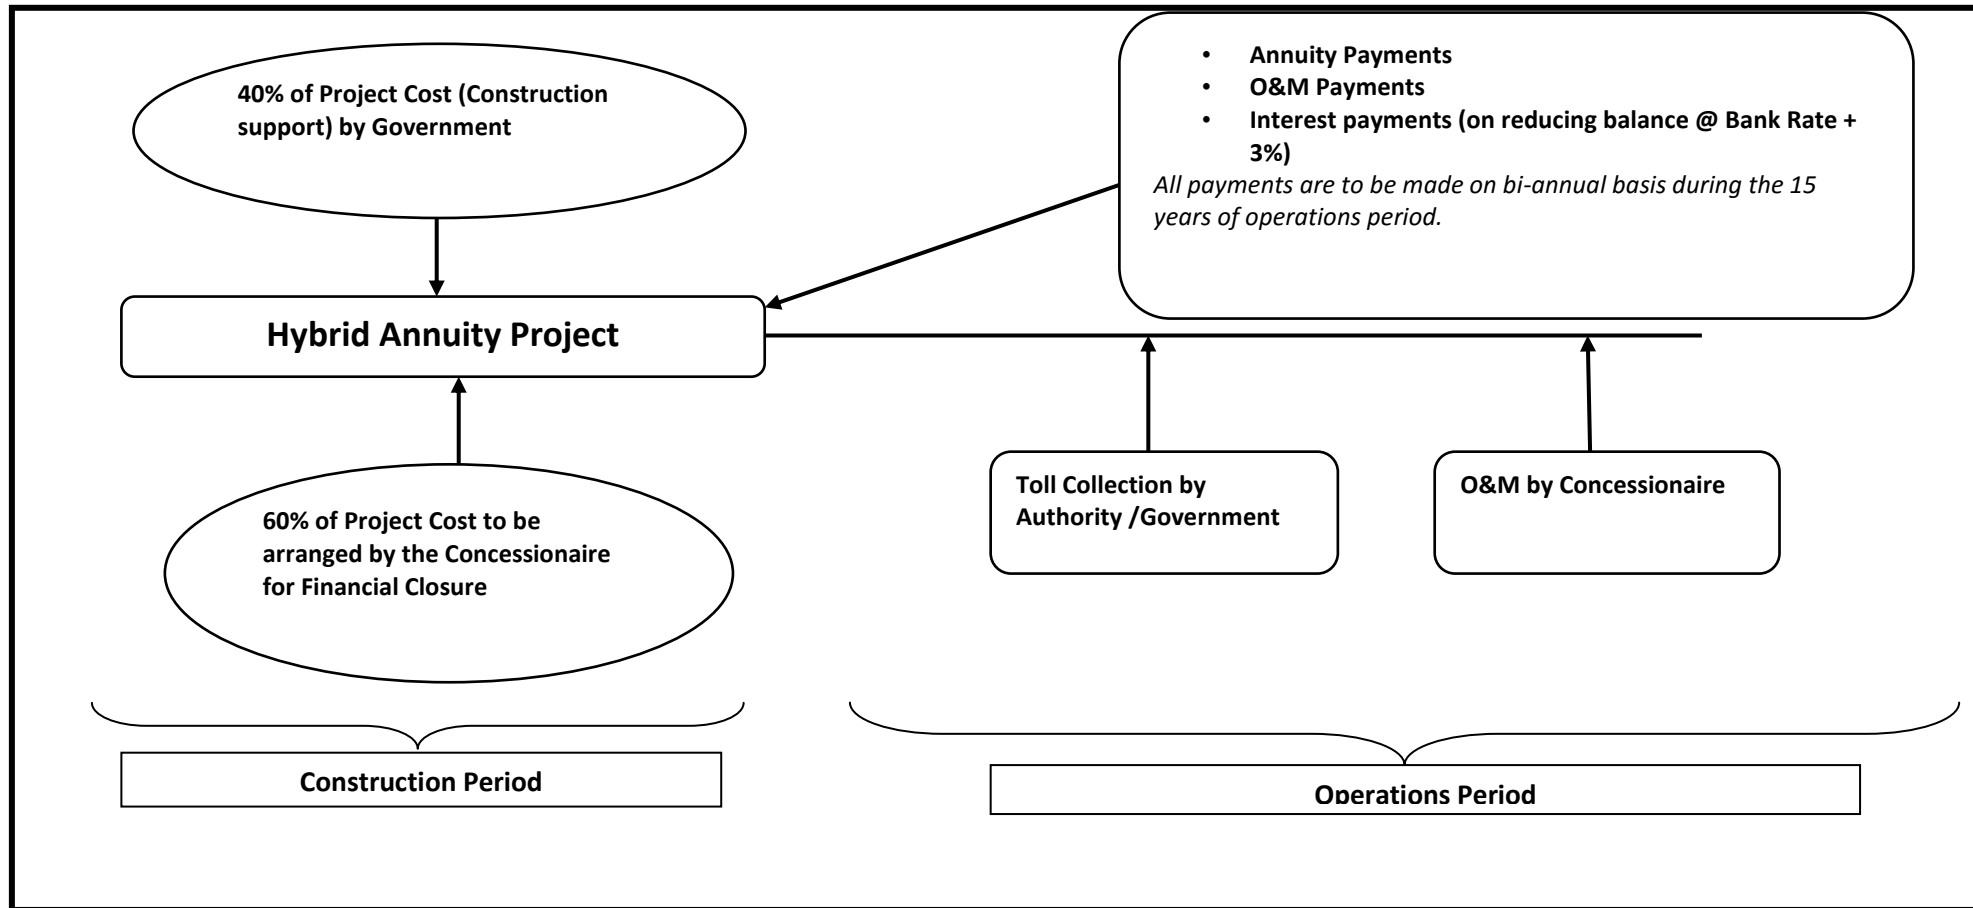 40% of Project Cost (Construction
support) by Government
• Annuity Payments
• O&M Payments
• Interest payments (on reducing balance @ Bank Rate +
3%)
All payments are to be made on bi-annual basis during the 15
years of operations period.
Hybrid Annuity Project
60% of Project Cost to be
arranged by the Concessionaire
for Financial Closure
Toll Collection by
Authority /Government
O&M by Concessionaire
Construction Period
Operations Period